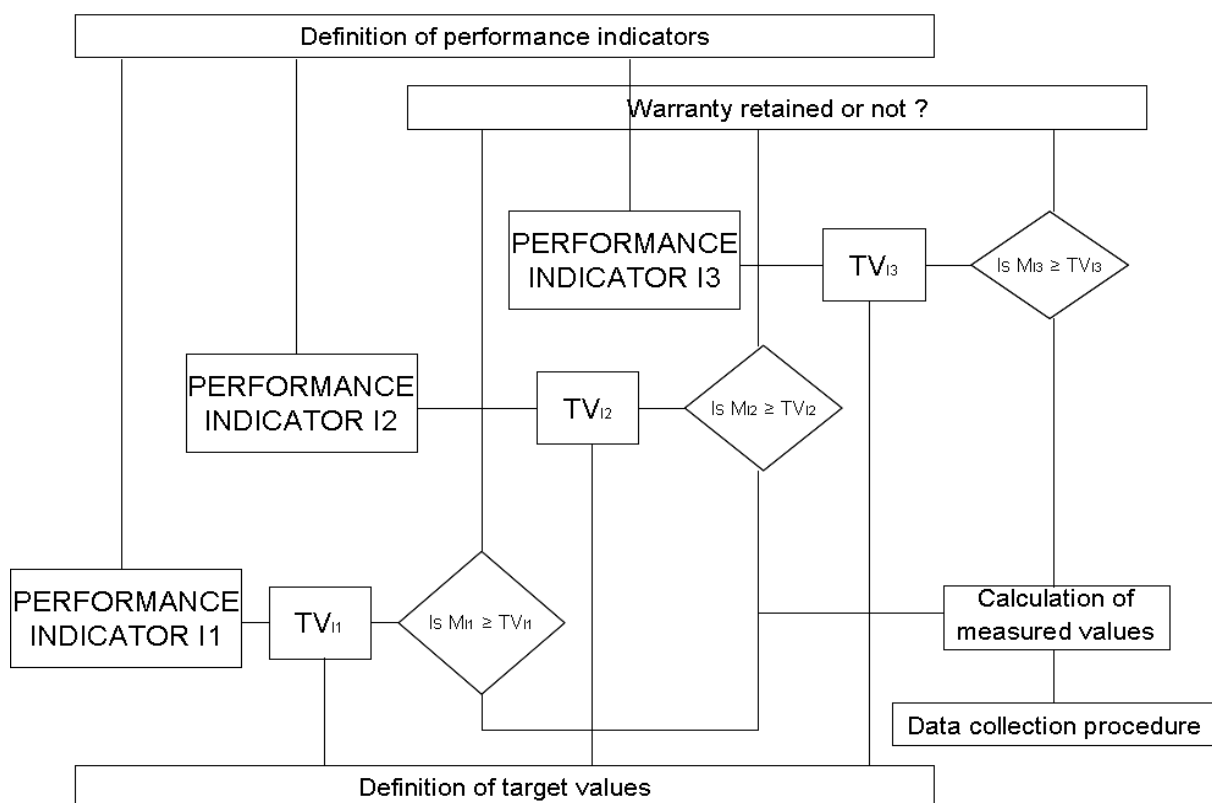 Definition of performance indicators
Warranty retained or not ?
PERFORMANCE
INDICATOR I3
TVI3
Is MI3 ≥ TVI3
PERFORMANCE
INDICATOR I2
TVI2
Is MI2 ≥ TVI2
PERFORMANCE
INDICATOR I1
TVI1
Is MI1 ≥ TVI1
Calculation of
measured values
Data collection procedure
Definition of target values